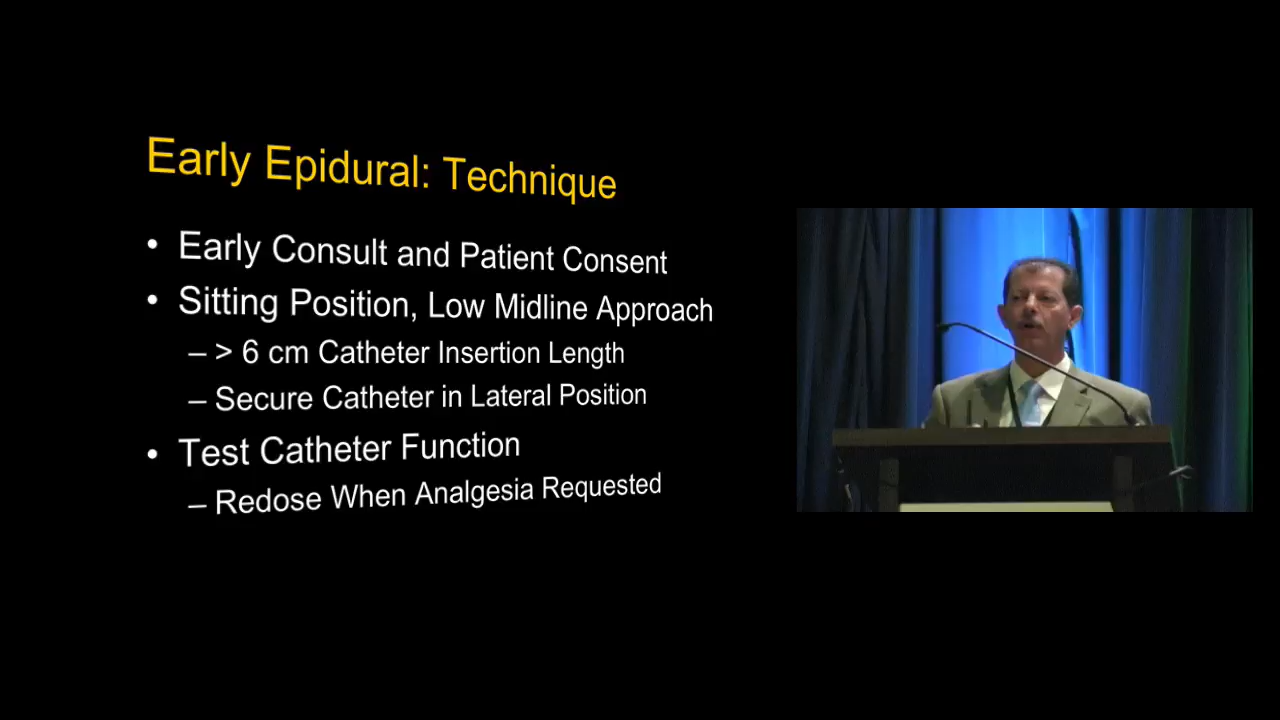 Early Epidural: Technique
• Early Consult and Patient Consent
• Sitting Position, Low Midline Approach
– > 6 cm Catheter Insertion Length
– Secure Catheter in Lateral Position
• Test Catheter Function
– Redose When Analgesia Requested